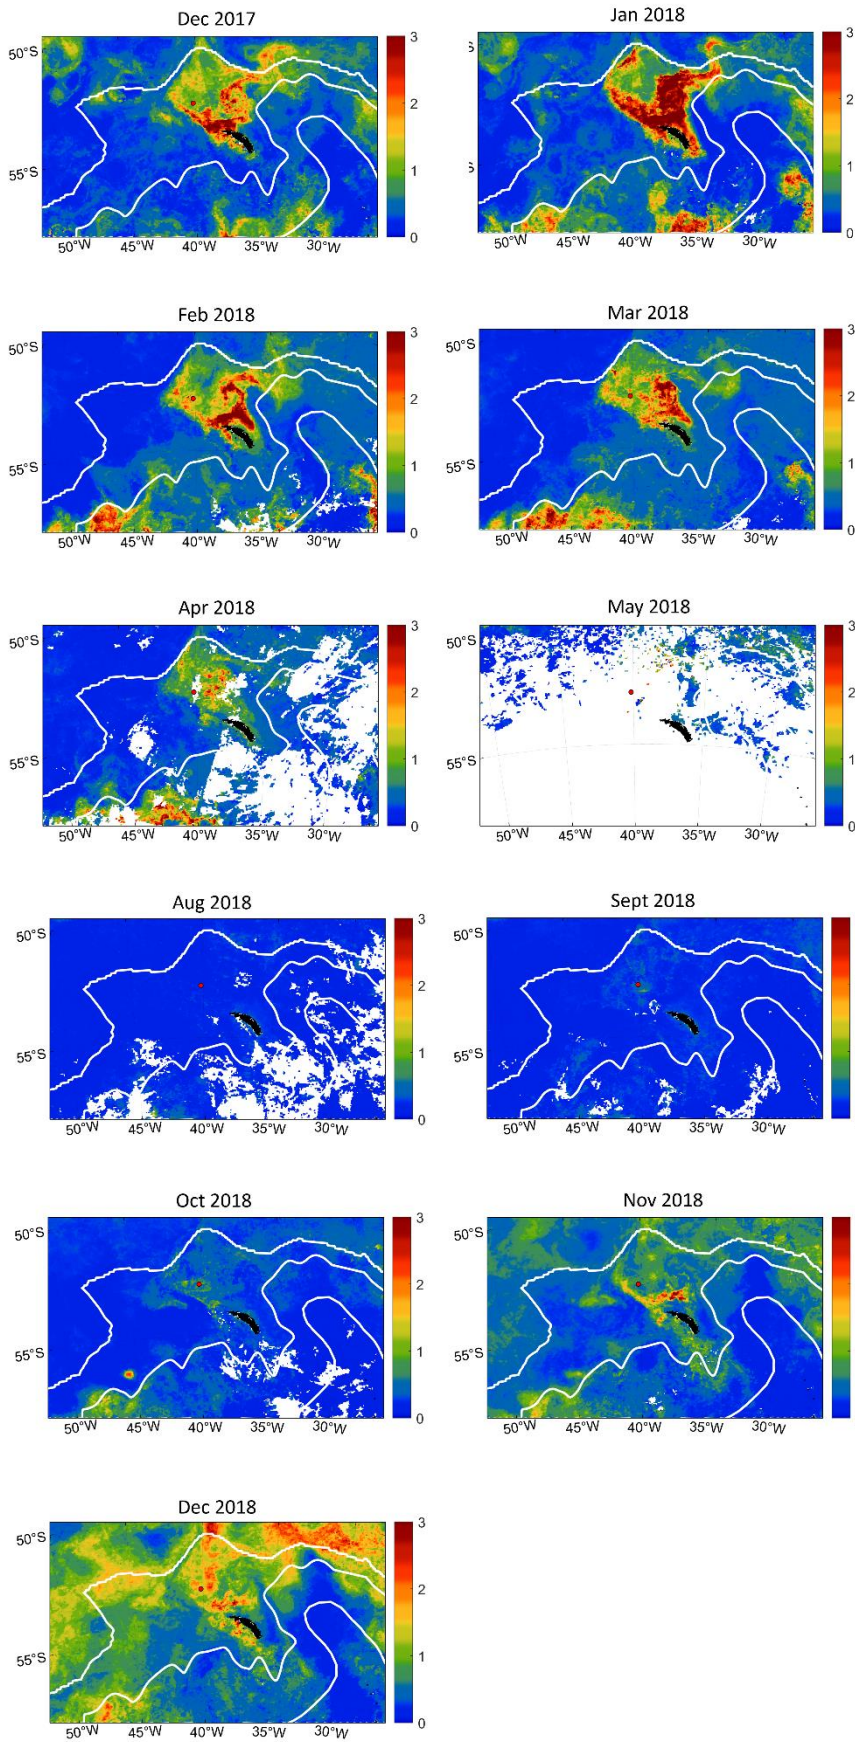 Dec 2017
50°S
55°S
50°W 45°W 40°W 35°W 30°W
3
2
1
0
Jan 2018
S
S
50°W 45°W 40°W 35°W 30°W
3
2
1
0
Feb 2018
50°S
55°S
50°W 45°W 40°W 35°W 30°W
3
2
1
0
Mar 2018
50°S
55°S
50°W 45°W 40°W 35°W 30°W
3
2
1
0
Apr 2018
50°S
55°S
50°W 45°W 40°W 35°W 30°W
3
2
1
0
May 2018
50°S
55°S
50°W 45°W 40°W 35°W 30°W
3
2
1
0
Aug 2018
50°S
55°S
50°W 45°W 40°W 35°W 30°W
3
2
1
0
Sept 2018
50°S
55°S
50°W 45°W 40°W 35°W 30°W
Oct 2018
50°S
55°S
50°W 45°W 40°W 35°W 30°W
3
2
1
0
Nov 2018
50°S
55°S
50°W 45°W 40°W 35°W 30°W
Dec 2018
50°S
55°S
50°W 45°W 40°W 35°W 30°W
3
2
1
0